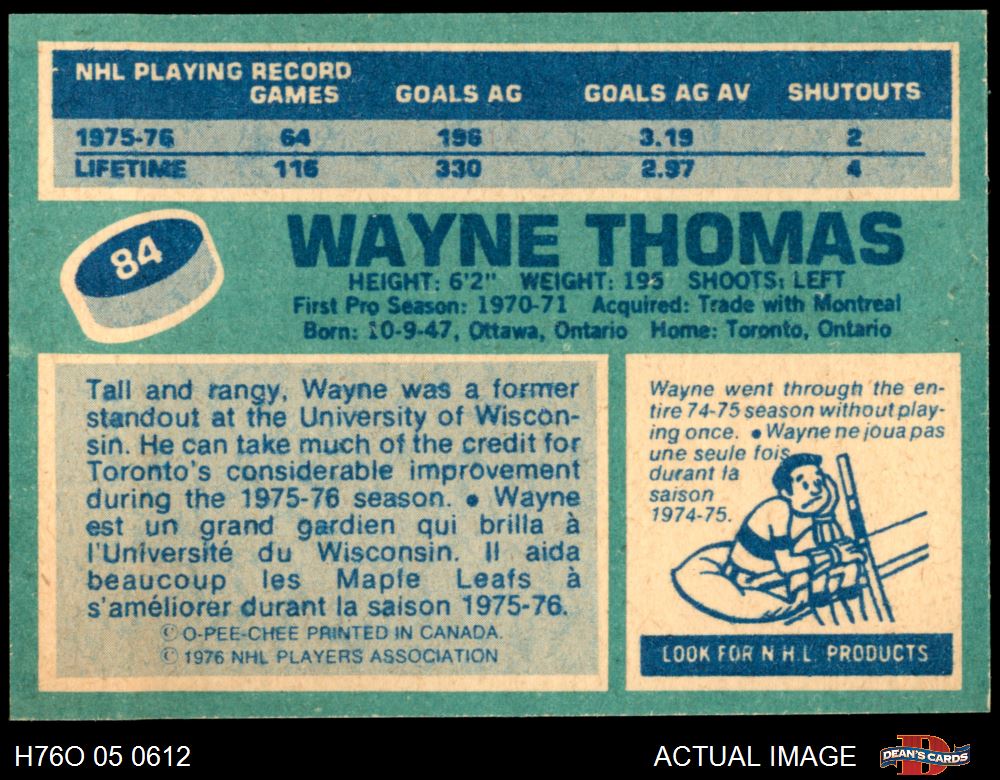 NHL PLAYING RECORD
GAMES GOALS AG GOALS AG AV SHUTOUTS
1975-76 64 196 3.19 2
LIFETIME 116 330 2.97 4
84
WAYNE THOMAS
HEIGHT: 6'2" WEIGHT: 195 SHOOTS: LEFT
First Pro Season: 1970-71 Acquired: Trade with Montreal
Born: 10-9-47, Ottawa, Ontario Home: Toronto, Ontario
Tall and rangy, Wayne was a former
standout at the University of Wiscon-
sin. He can take much of the credit for
Toronto's considerable improvement
during the 1975-76 season. ● Wayne
est un grand gardien qui brilla à
l'Université du Wisconsin. Il aida
beaucoup les Maple Leafs à
s'améliorer durant la saison 1975-76.
© O-PEE-CHEE PRINTED IN CANADA.
© 1976 NHL PLAYERS ASSOCIATION
Wayne went through the en-
tire 74-75 season without play-
ing once. ● Wayne ne joua pas
une seule fois
durant la
saison
1974-75.
LOOK FOR N.H.L. PRODUCTS
H76O 05 0612
ACTUAL IMAGE
DEAN'S CARDS